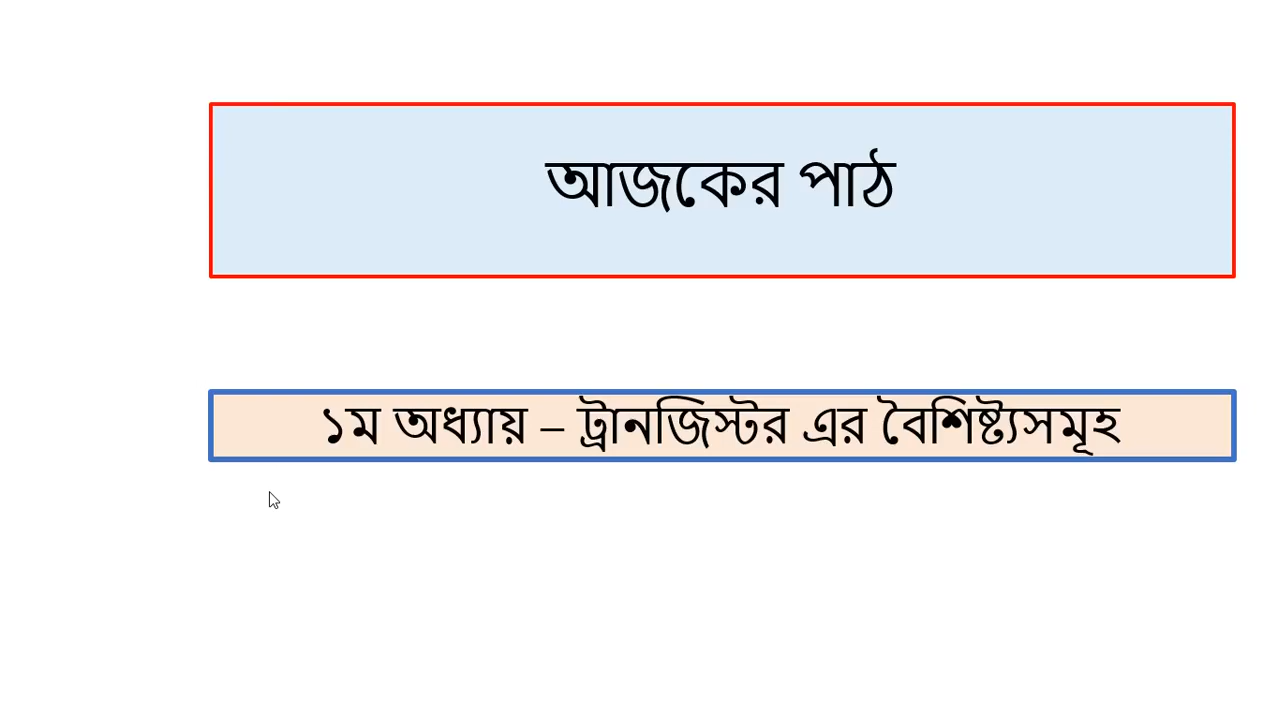 আজকের পাঠ
১ম অধ্যায় – ট্রানজিস্টর এর বৈশিষ্ট্যসমূহ